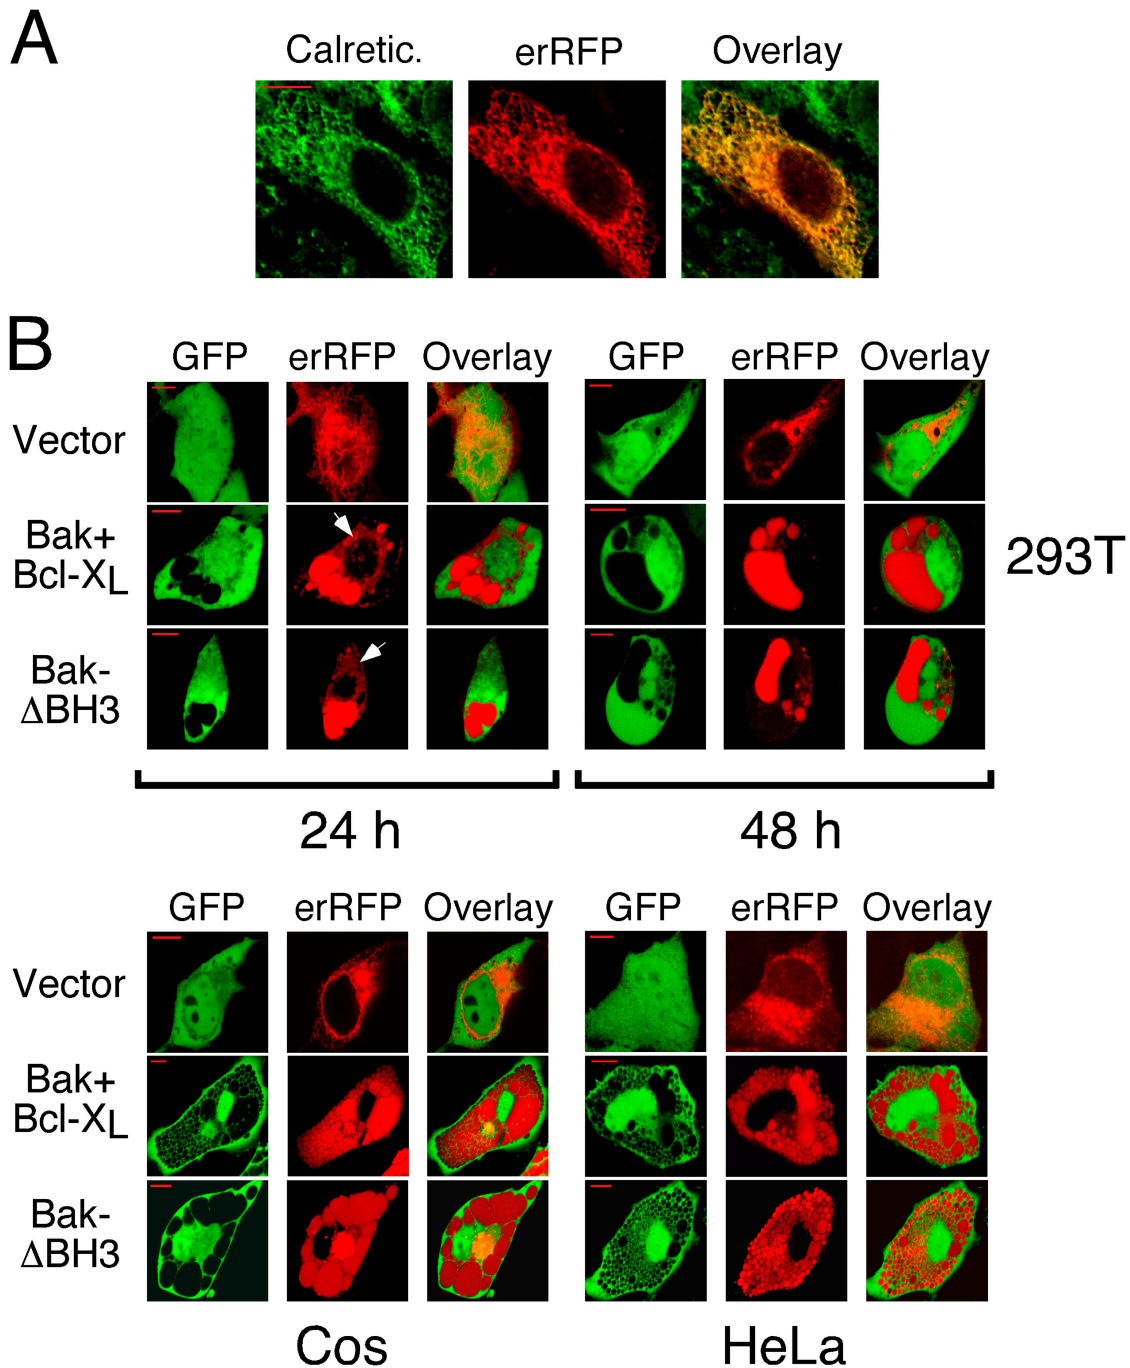 A
Calretic. erRFP Overlay
B
GFP erRFP Overlay GFP erRFP Overlay
Vector
Bak+
Bcl-XL
293T
Bak-
ΔBH3
24 h 48 h
GFP erRFP Overlay GFP erRFP Overlay
Vector
Bak+
Bcl-XL
Bak-
ΔBH3
Cos HeLa